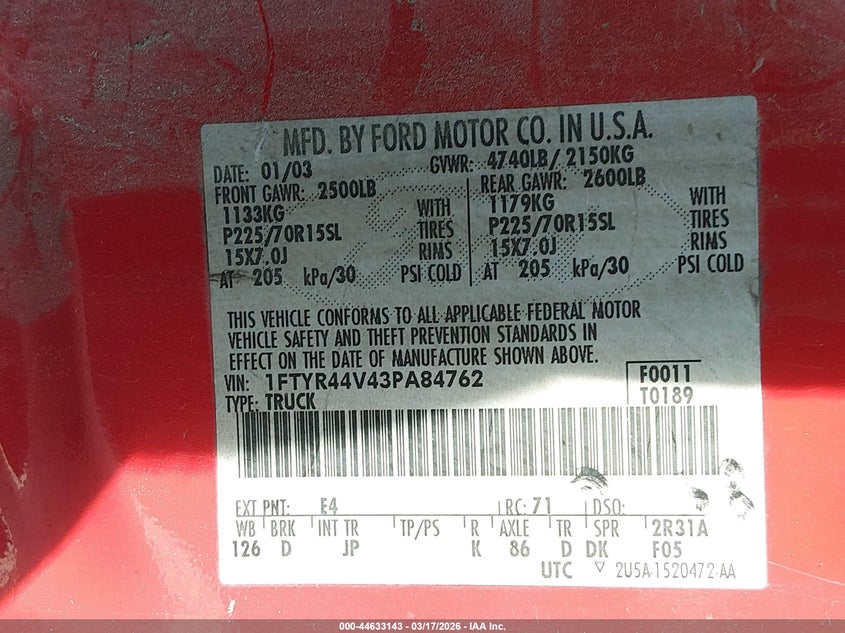 MFD. BY FORD MOTOR CO. IN U.S.A.
DATE: 01/03 GVWR: 4740LB/ 2150KG
FRONT GAWR: 2500LB REAR GAWR: 2600LB
1133KG WITH 1179KG WITH
P225/70R15SL TIRES P225/70R15SL TIRES
15X7.0J RIMS 15X7.0J RIMS
AT 205 kPa/30 PSI COLD AT 205 kPa/30 PSI COLD
THIS VEHICLE CONFORMS TO ALL APPLICABLE FEDERAL MOTOR
VEHICLE SAFETY AND THEFT PREVENTION STANDARDS IN
EFFECT ON THE DATE OF MANUFACTURE SHOWN ABOVE.
VIN: 1FTYR44V43PA84762 F0011
TYPE: TRUCK T0189
EXT PNT: E4 RC: 71 DSO:
WB BRK INT TR TP/PS R AXLE TR SPR 2R31A
126 D JP K 86 D DK F05
UTC ▽ 2U5A-1520472-AA
000-44633143 - 03/17/2026 - IAA Inc.